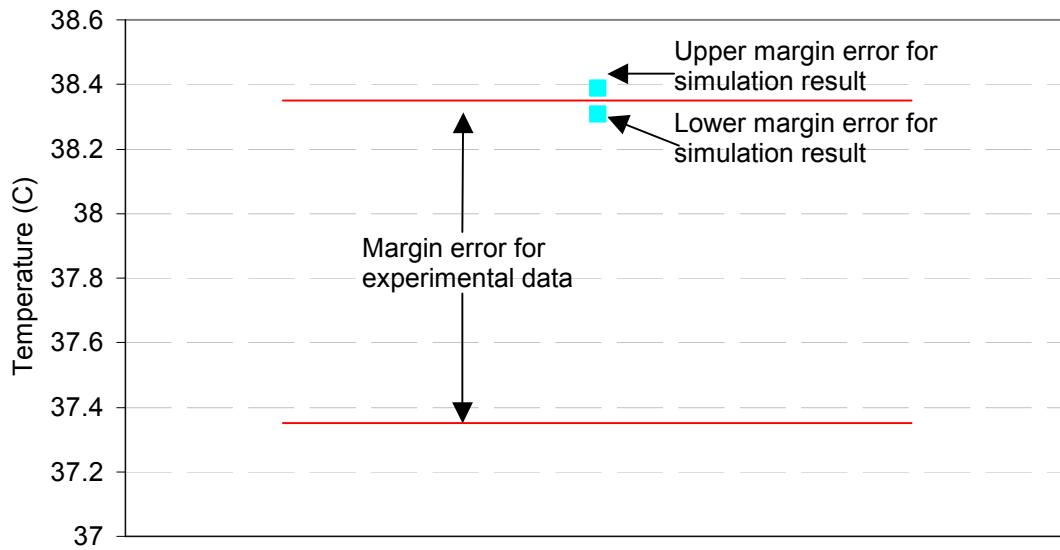 38.6
38.4
38.2
38
37.8
37.6
37.4
37.2
37
Temperature (C)
Upper margin error for
simulation result
Lower margin error for
simulation result
Margin error for
experimental data